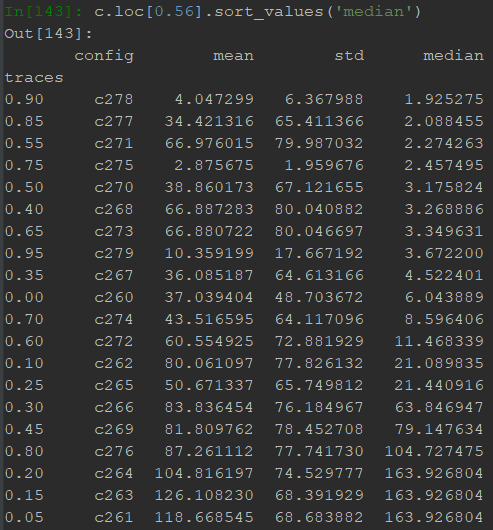 In[143]: c.loc[0.56].sort_values('median')
Out[143]:
config mean std median
traces
0.90 c278 4.047299 6.367988 1.925275
0.85 c277 34.421316 65.411366 2.088455
0.55 c271 66.976015 79.987032 2.274263
0.75 c275 2.875675 1.959676 2.457495
0.50 c270 38.860173 67.121655 3.175824
0.40 c268 66.887283 80.040882 3.268886
0.65 c273 66.880722 80.046697 3.349631
0.95 c279 10.359199 17.667192 3.672200
0.35 c267 36.085187 64.613166 4.522401
0.00 c260 37.039404 48.703672 6.043889
0.70 c274 43.516595 64.117096 8.596406
0.60 c272 60.554925 72.881929 11.468339
0.10 c262 80.061097 77.826132 21.089835
0.25 c265 50.671337 65.749812 21.440916
0.30 c266 83.836454 76.184967 63.846947
0.45 c269 81.809762 78.452708 79.147634
0.80 c276 87.261112 77.741730 104.727475
0.20 c264 104.816197 74.529777 163.926804
0.15 c263 126.108230 68.391929 163.926804
0.05 c261 118.668545 68.683882 163.926804